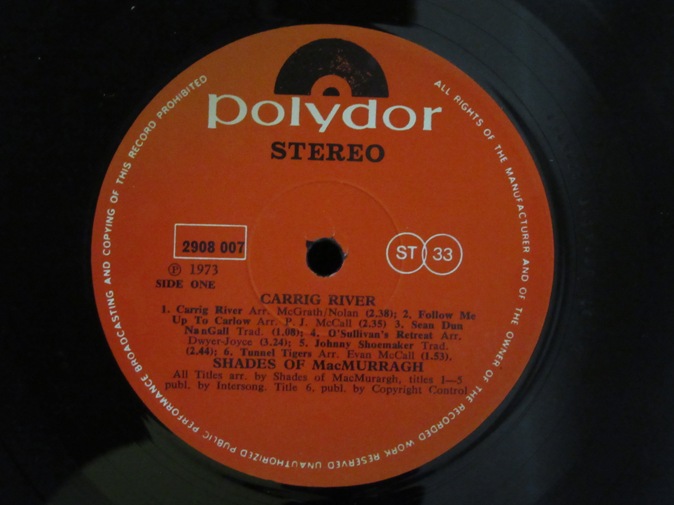 polydor
STEREO
2908 007
ST 33
Ⓟ 1973
SIDE ONE
CARRIG RIVER
1. Carrig River Arr. McGrath/Nolan (2.38); 2. Follow Me
Up To Carlow Arr. P. J. McCall (2.35) 3. Sean Dun
NanGall Trad. (1.08); 4. O'Sullivan's Retreat Arr.
Dwyer-Joyce (3.24); 5. Johnny Shoemaker Trad.
(2.44); 6. Tunnel Tigers Arr. Evan McCall (1.53).
SHADES OF MacMURRAGH
All Titles arr. by Shades of MacMurargh, titles 1—5
publ. by Intersong. Title 6, publ. by Copyright Control
ALL RIGHTS OF THE MANUFACTURER AND OF THE OWNER OF THE RECORDED WORK RESERVED UNAUTHORIZED PUBLIC PERFORMANCE BROADCASTING AND COPYING OF THIS RECORD PROHIBITED